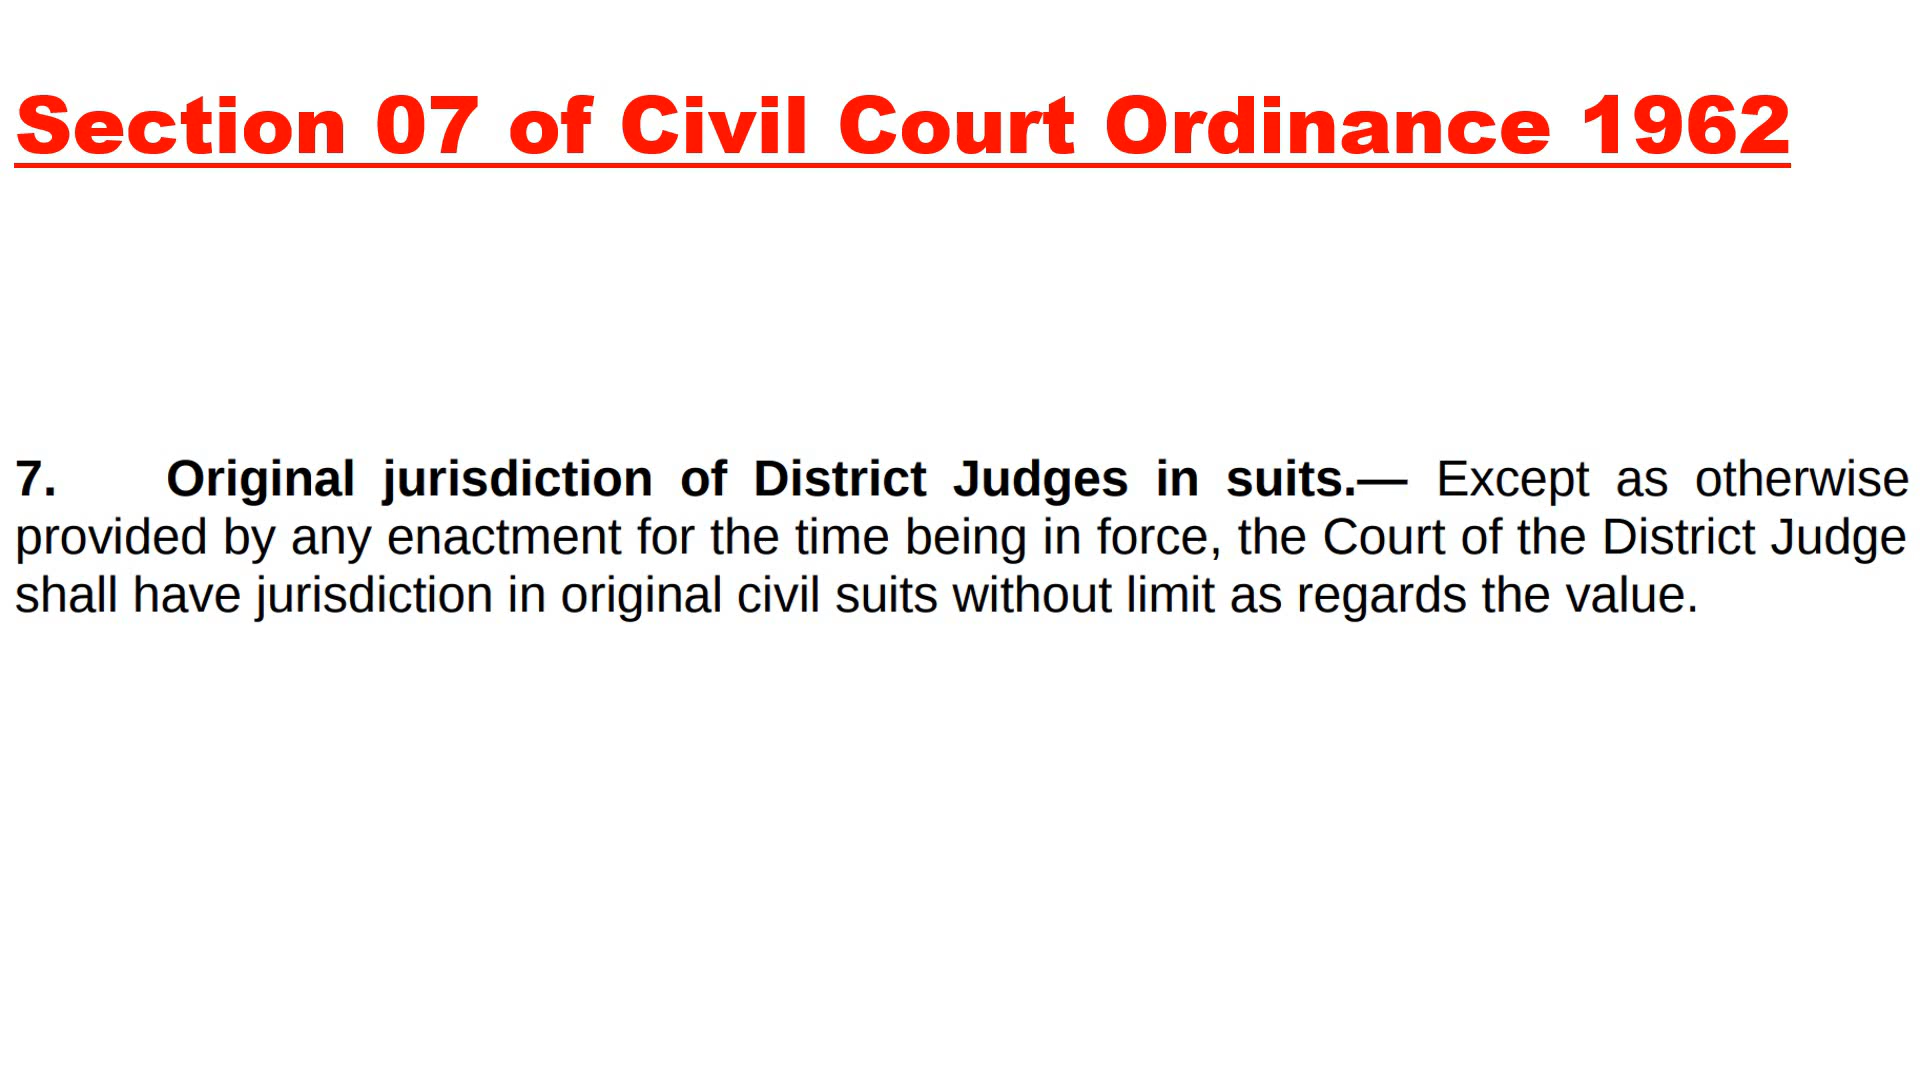 Section 07 of Civil Court Ordinance 1962
7. Original jurisdiction of District Judges in suits.— Except as otherwise
provided by any enactment for the time being in force, the Court of the District Judge
shall have jurisdiction in original civil suits without limit as regards the value.